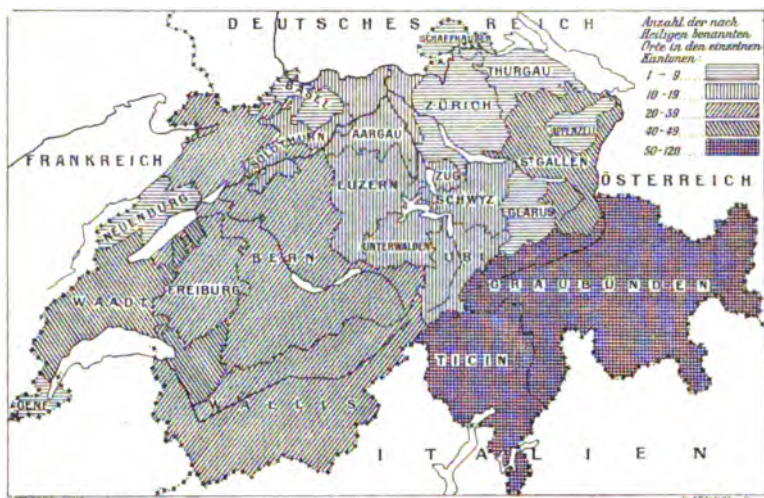 DEUTSCHES REICH
Anzahl der nach
Heiligen benannten
Orte in den einzelnen
Kantonen:
1 - 9
10 - 19
20 - 39
40 - 49
50 - 120
SCHAFFHAUSEN
THURGAU
BASEL
ZÜRICH
AARGAU
SOLOTHURN
APPENZELL
ST GALLEN
FRANKREICH
ÖSTERREICH
ZUG
LUZERN
SCHWYZ
NEUENBURG
GLARUS
UNTERWALDEN
URI
BERN
GRAUBÜNDEN
WAADT
FREIBURG
TICIN
GENF
WALLIS
ITALIEN